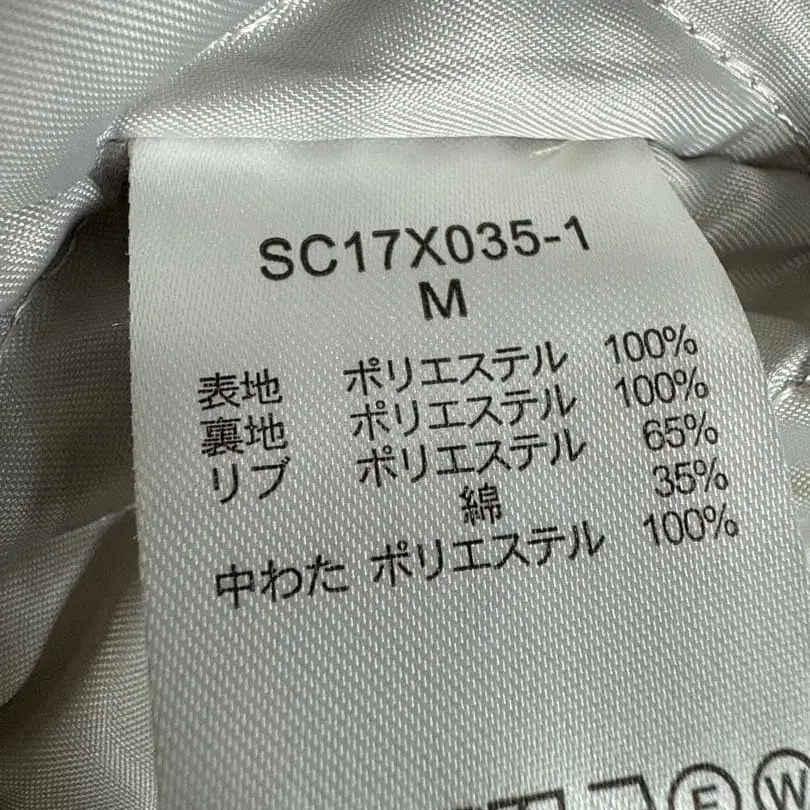 SC17X035-1
M
表地 ポリエステル 100%
裏地 ポリエステル 100%
リブ ポリエステル 65%
綿 35%
中わた ポリエステル 100%
F W